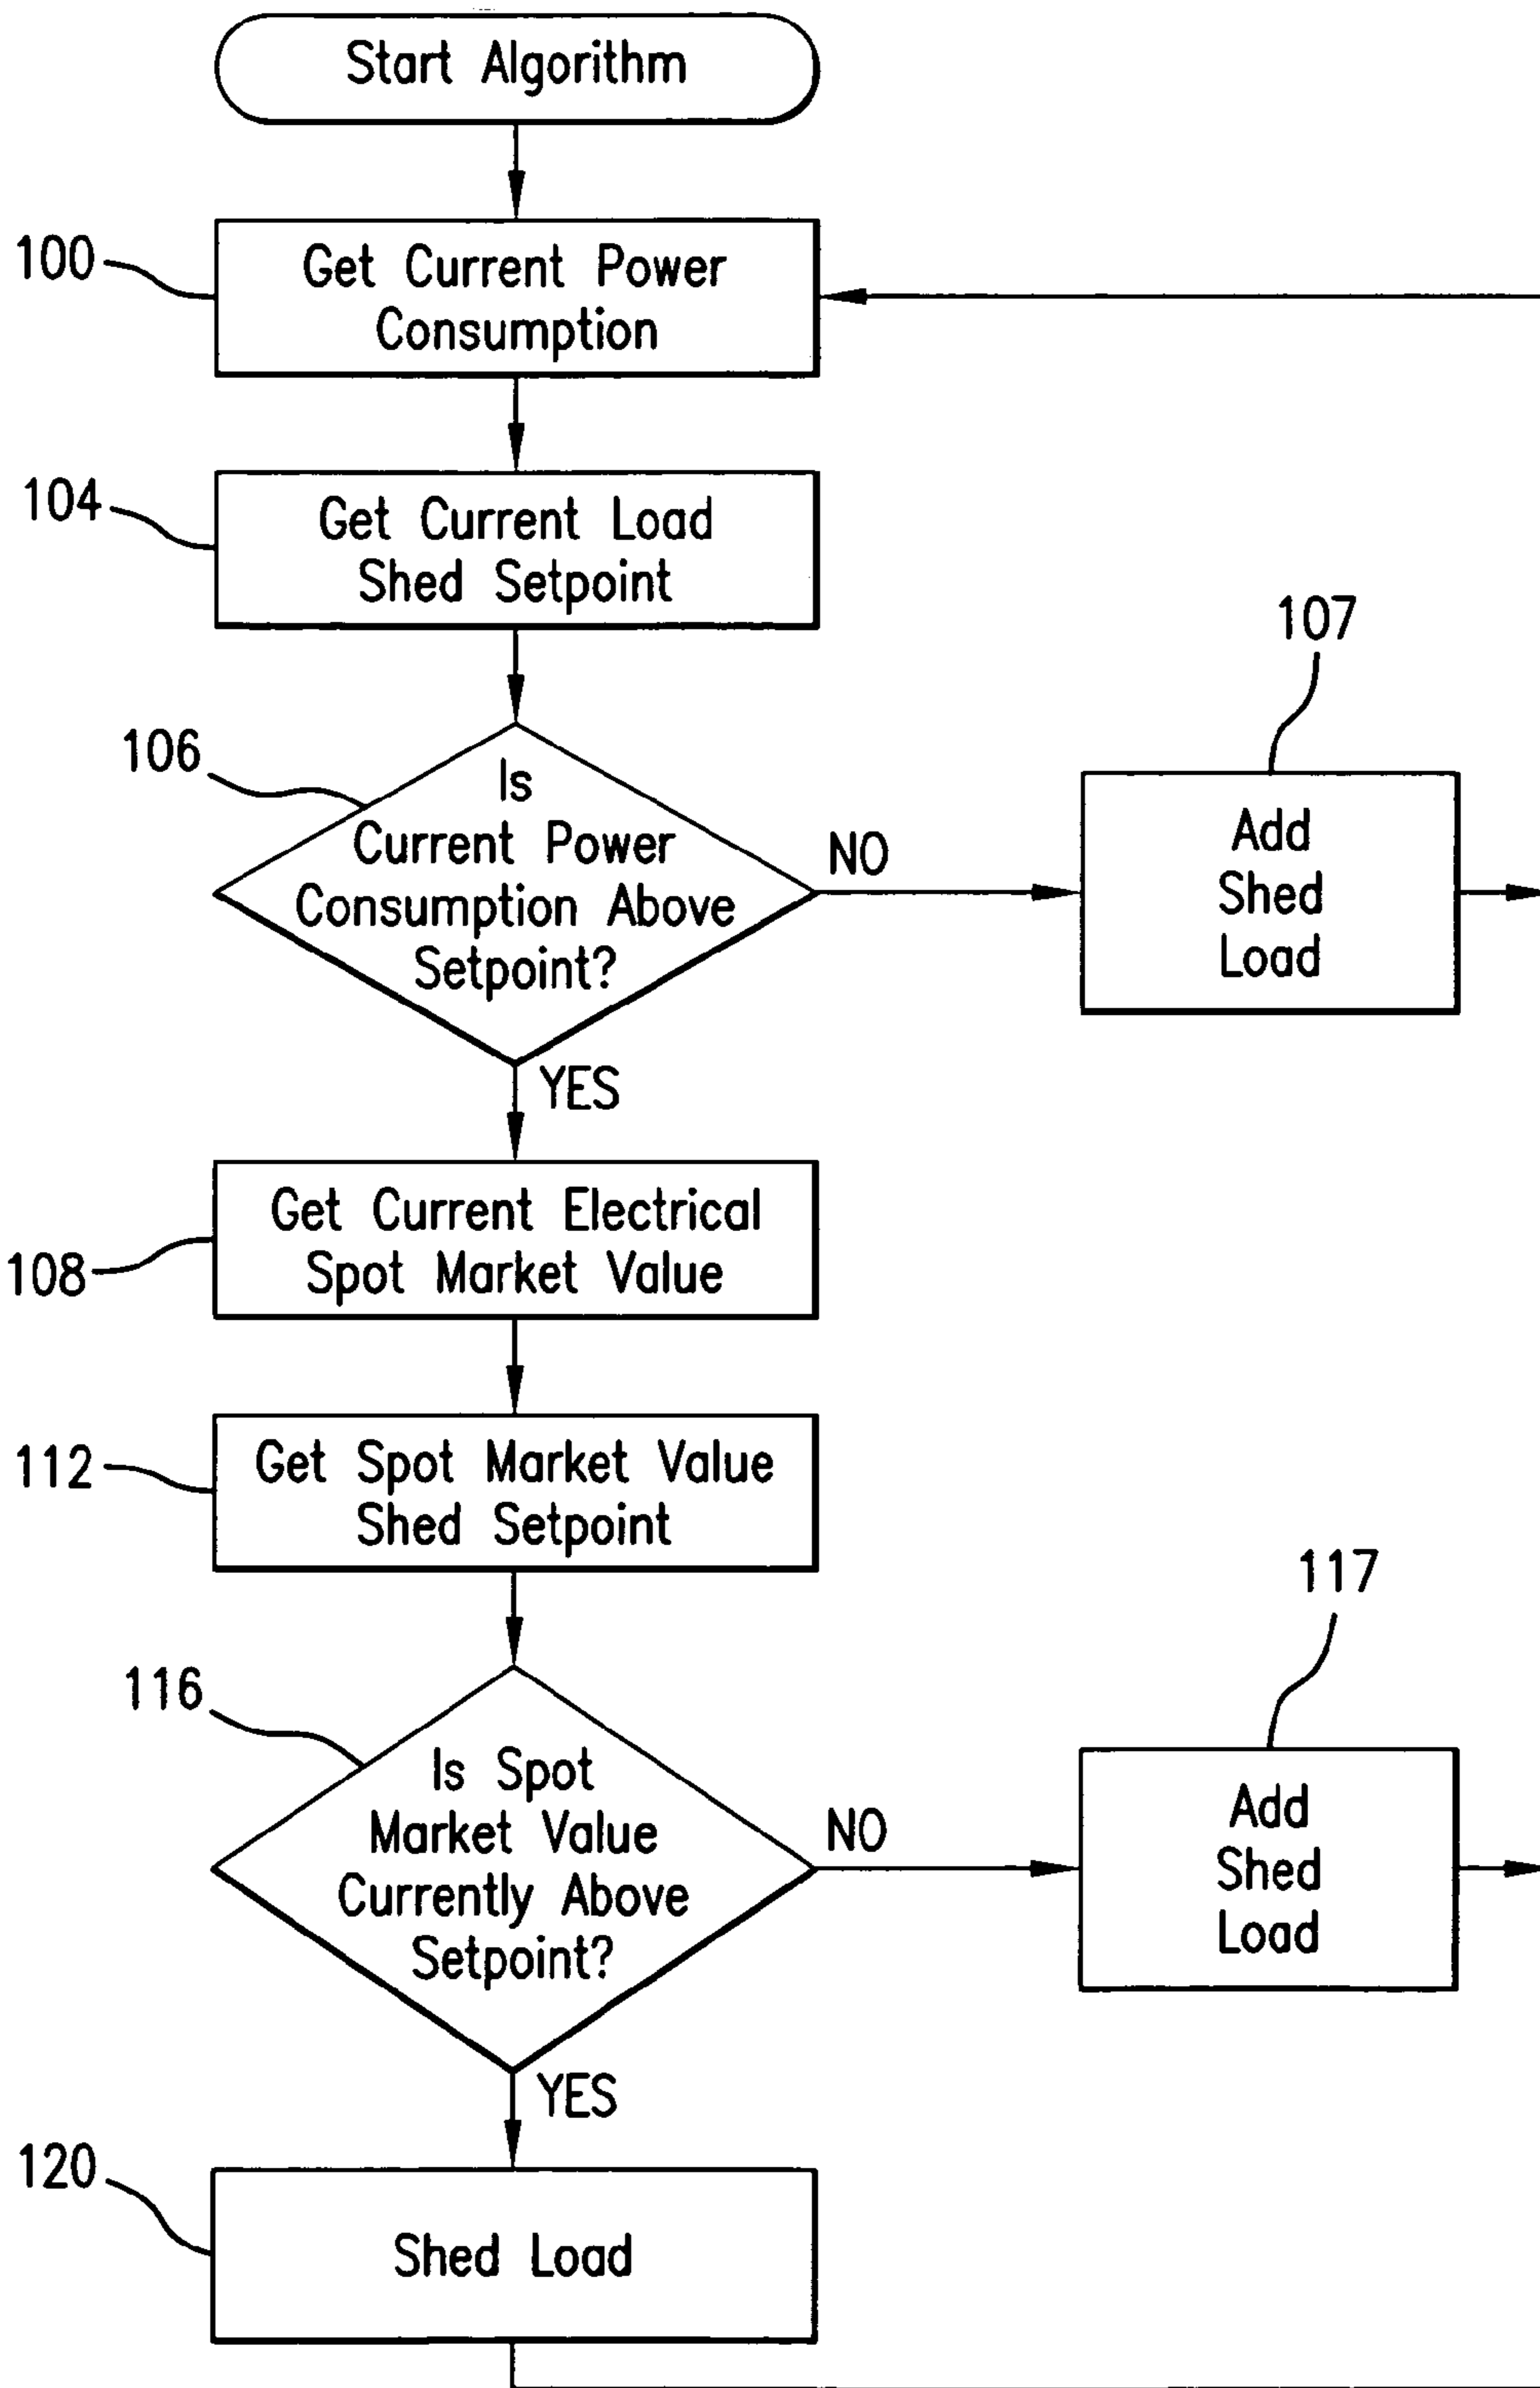 Start Algorithm
100
Get Current Power
Consumption
104
Get Current Load
Shed Setpoint
106
Is
Current Power
Consumption Above
Setpoint?
NO
107
Add
Shed
Load
YES
108
Get Current Electrical
Spot Market Value
112
Get Spot Market Value
Shed Setpoint
116
Is Spot
Market Value
Currently Above
Setpoint?
NO
117
Add
Shed
Load
YES
120
Shed Load